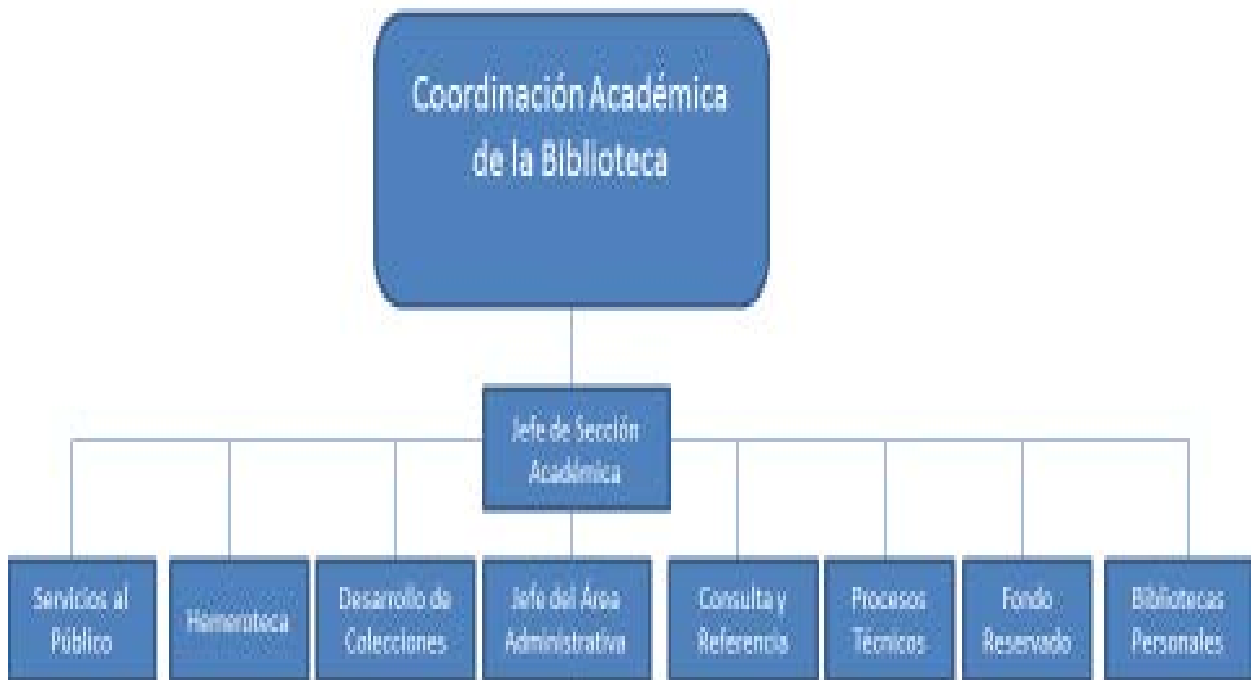 Coordinación Académica
de la Biblioteca
Jefe de Sección
Académica
Servicios al
Público
Hemeroteca
Desarrollo de
Colecciones
Jefe del Área
Administrativa
Consulta y
Referencia
Procesos
Técnicos
Fondo
Reservado
Bibliotecas
Personales